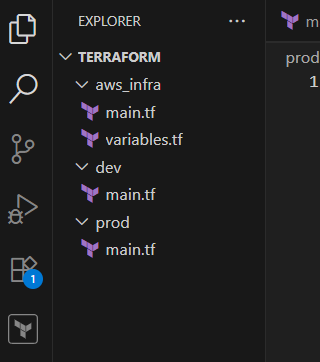 EXPLORER
TERRAFORM
aws_infra
main.tf
variables.tf
dev
main.tf
prod
main.tf
1
m
prod
1